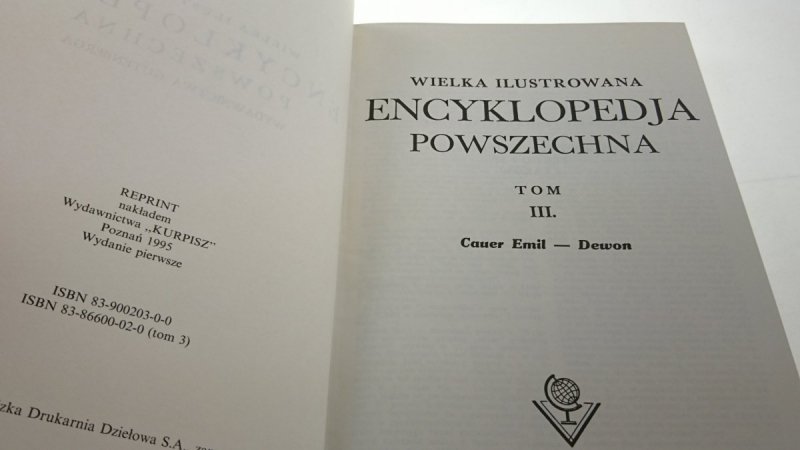 REPRINT
nakładem
Wydawnictwa „KURPISZ”
Poznań 1995
Wydanie pierwsze
ISBN 83-900203-0-0
ISBN 83-86600-02-0 (tom 3)
Drukarnia Dziełowa S.A.
WIELKA ILUSTROWANA
ENCYKLOPEDJA
POWSZECHNA
TOM
III.
Cauer Emil — Dewon